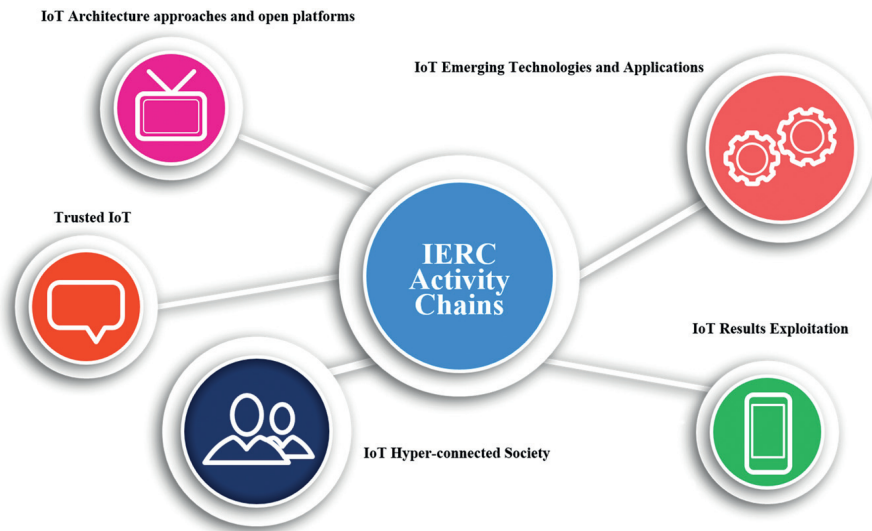 IoT Architecture approaches and open platforms
IoT Emerging Technologies and Applications
Trusted IoT
IERC
Activity
Chains
IoT Results Exploitation
IoT Hyper-connected Society